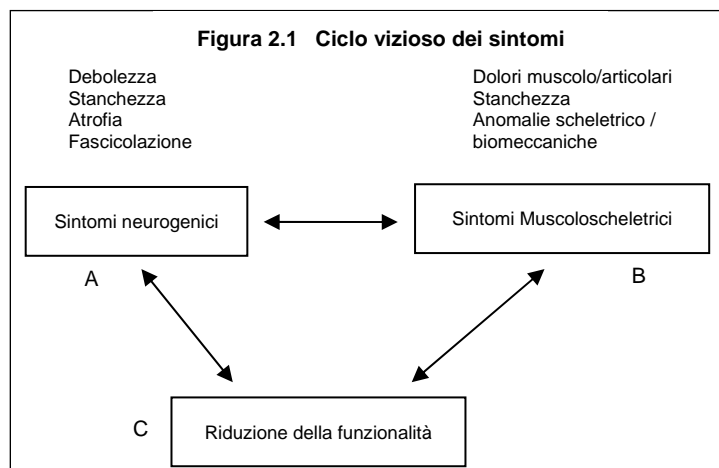 Figura 2.1 Ciclo vizioso dei sintomi
Debolezza
Stanchezza
Atrofia
Fascicolazione
Dolori muscolo/articolari
Stanchezza
Anomalie scheletrico /
biomeccaniche
Sintomi neurogenici
Sintomi Muscoloscheletrici
A
B
C
Riduzione della funzionalità